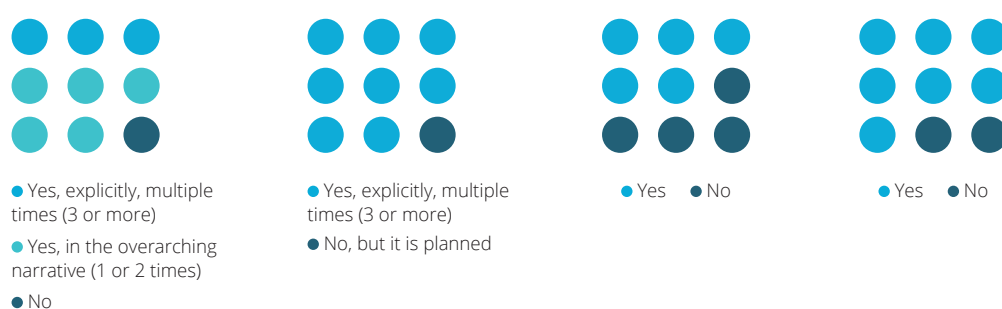 Yes, explicitly, multiple
times (3 or more)
Yes, in the overarching
narrative (1 or 2 times)
No
Yes, explicitly, multiple
times (3 or more)
No, but it is planned
Yes No
Yes No